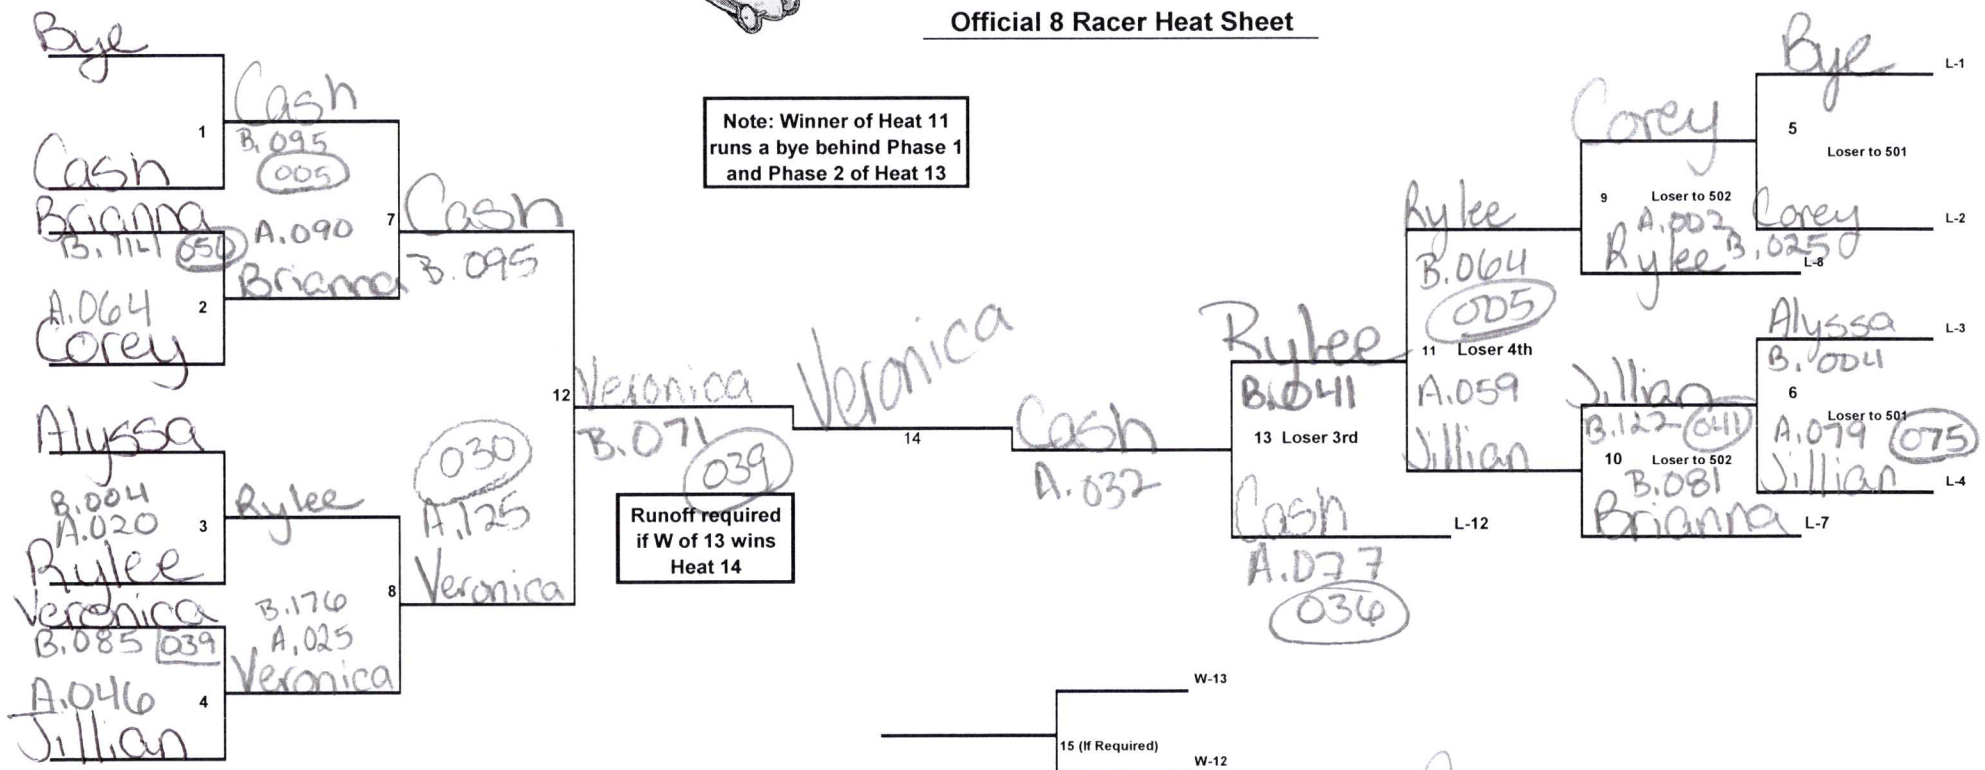 Official 8 Racer Heat Sheet
Bye
Cash
1
Cash
B.095
005
Brianna
050
A.064
Corey
2
A.090
Brianna
7
Cash
B.095
Alyssa
B.004
A.020
Rylee
3
Rylee
Veronica
B.085 039
A.046
Jillian
4
B.176
A.025
Veronica
8
030
A.125
Veronica
12
Veronica
B.071
039
Note: Winner of Heat 11
runs a bye behind Phase 1
and Phase 2 of Heat 13
Runoff required
if W of 13 wins
Heat 14
Veronica
14
Cash
A.032
Rylee
B.041
13 Loser 3rd
Cash
L-12
A.077
036
Rylee
B.064
005
11 Loser 4th
A.059
Jillian
Corey
9 Loser to 502
A.002
Rylee
L-8
Jillian
B.122 041
10 Loser to 502
B.081
Brianna
L-7
Bye
L-1
5
Loser to 501
Corey
L-2
B.025
Alyssa
L-3
B.004
6
Loser to 501
A.079 075
Jillian
L-4
W-13
15 (If Required)
W-12